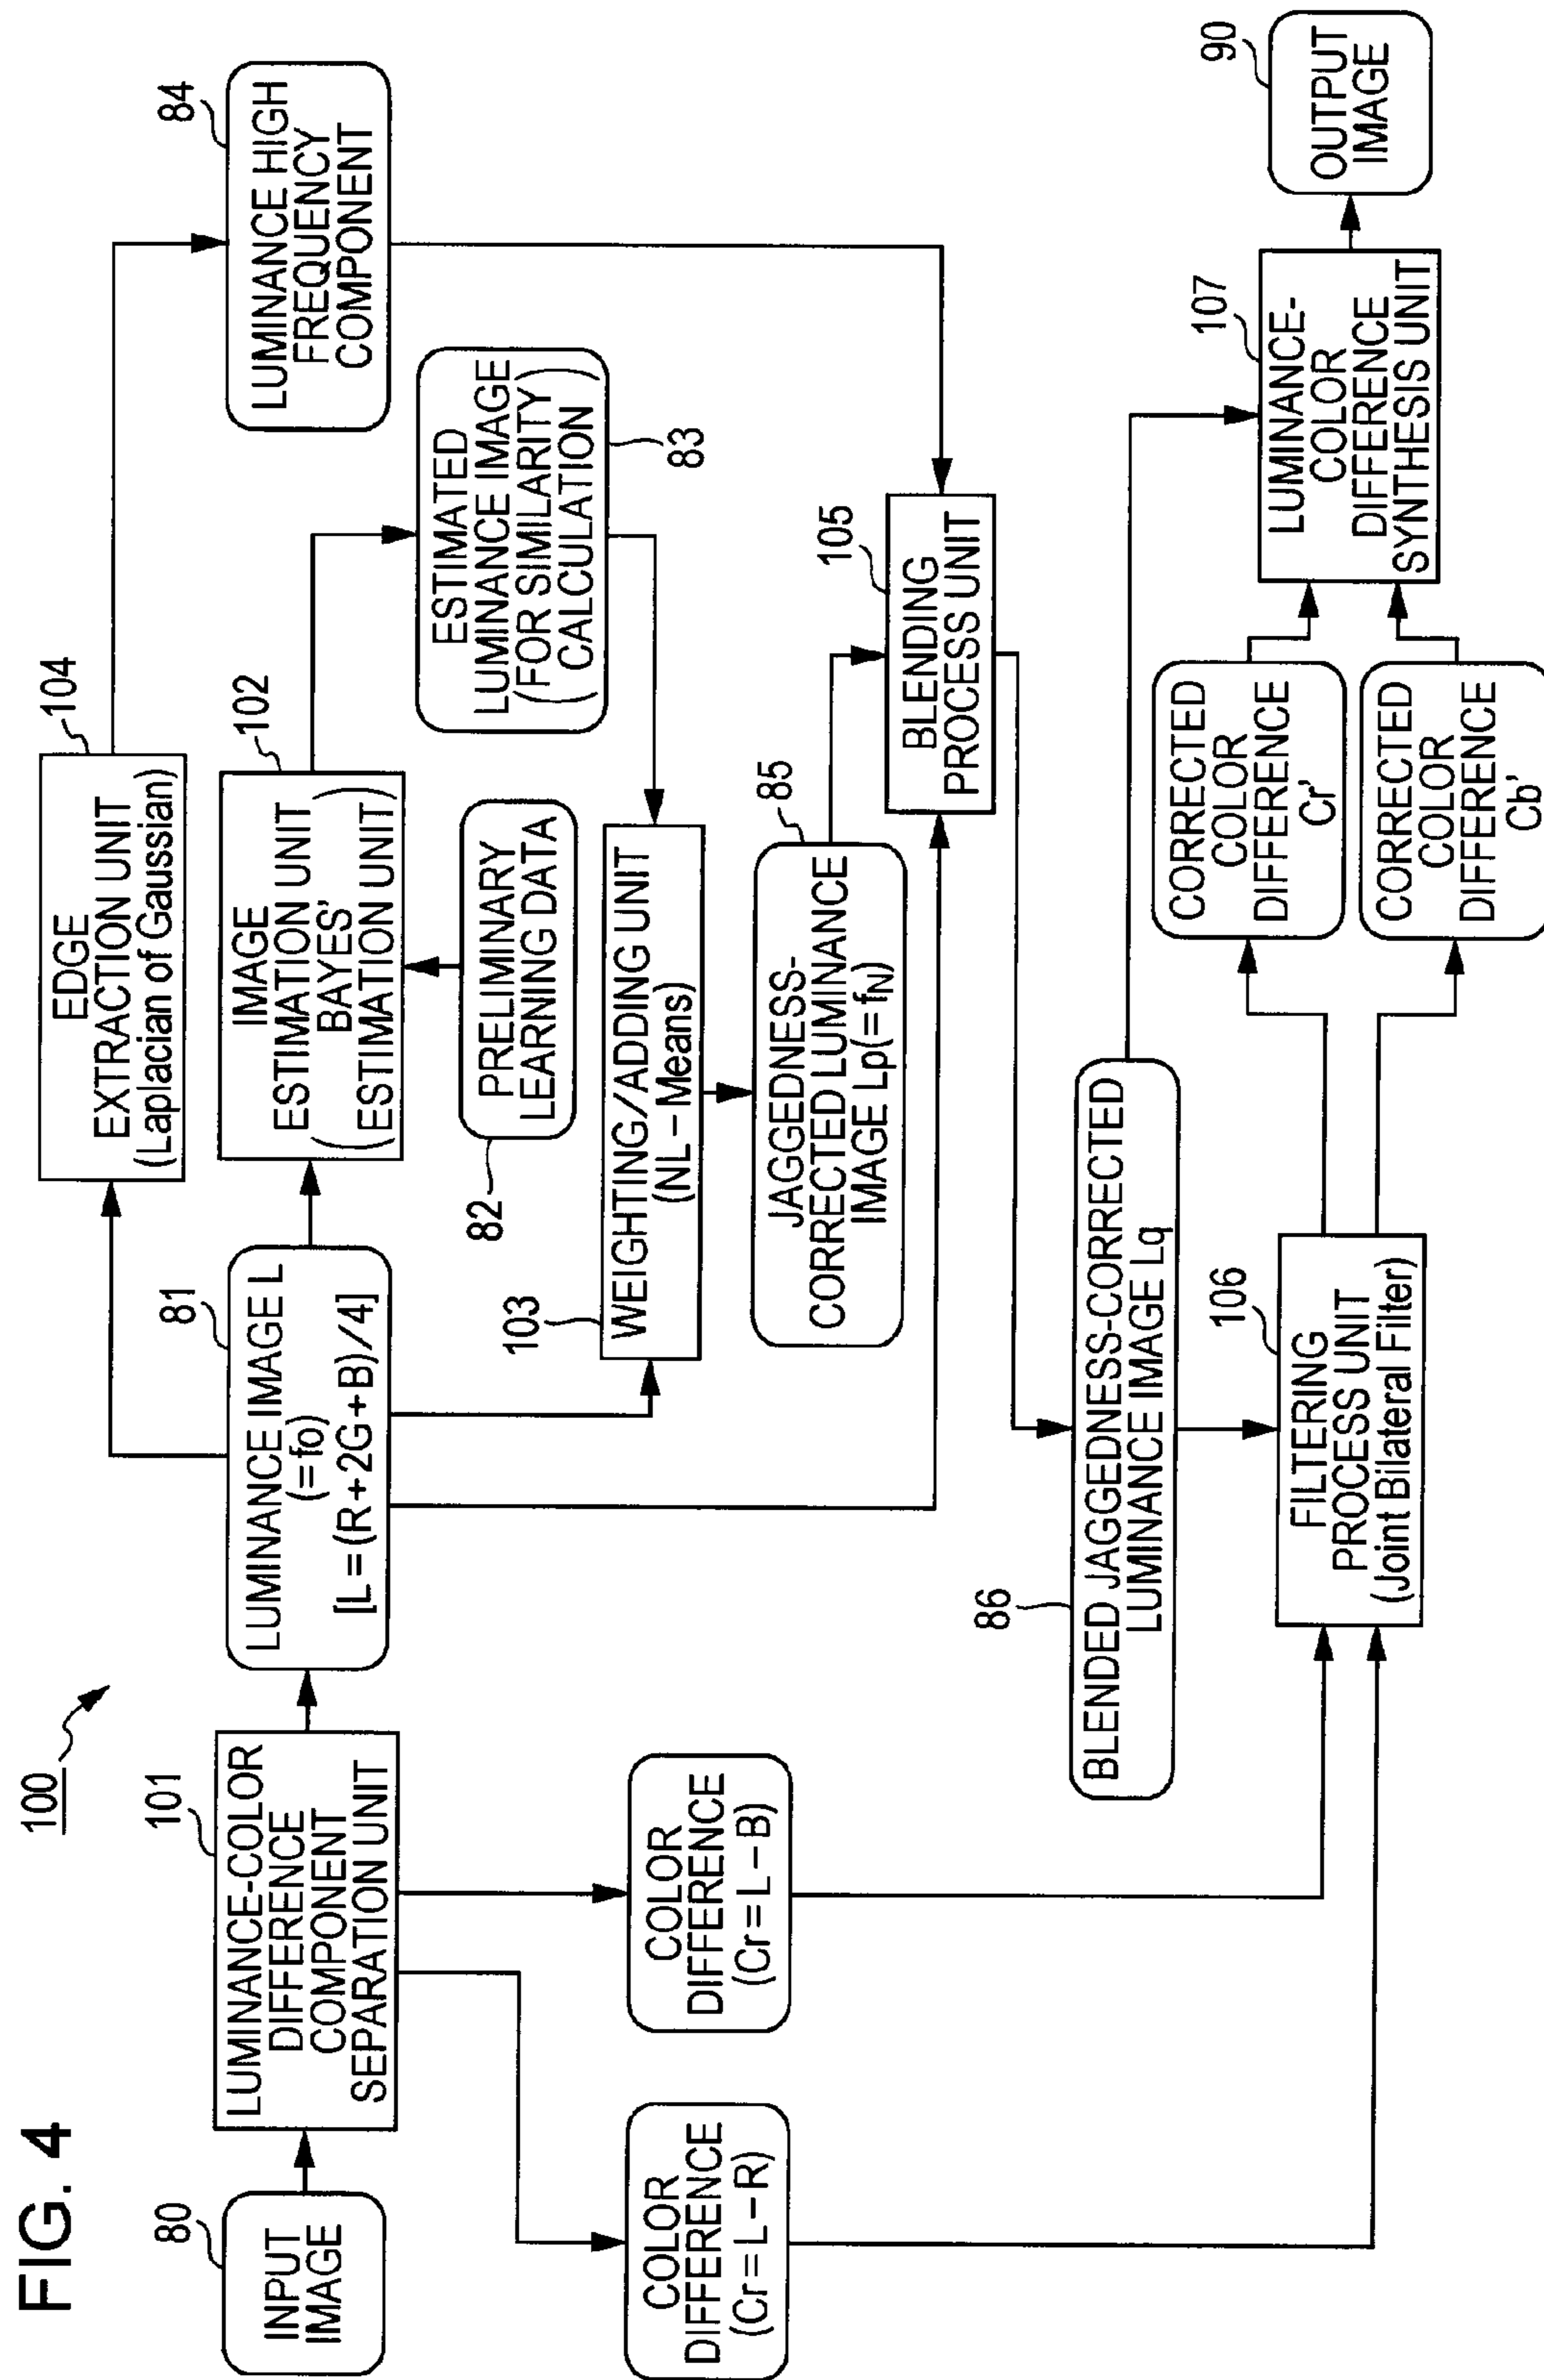 FIG. 4
100
80
INPUT
IMAGE
101
LUMINANCE-COLOR
DIFFERENCE
COMPONENT
SEPARATION UNIT
COLOR
DIFFERENCE
(Cr=L-R)
COLOR
DIFFERENCE
(Cr=L-B)
81
LUMINANCE IMAGE L
(=fo)
[L=(R+2G+B)/4]
104
EDGE
EXTRACTION UNIT
(Laplacian of Gaussian)
102
IMAGE
ESTIMATION UNIT
(BAYES'
ESTIMATION UNIT)
82
PRELIMINARY
LEARNING DATA
84
LUMINANCE HIGH
FREQUENCY
COMPONENT
83
ESTIMATED
LUMINANCE IMAGE
(FOR SIMILARITY
CALCULATION)
103
WEIGHTING/ADDING UNIT
(NL-Means)
85
JAGGEDNESS-
CORRECTED LUMINANCE
IMAGE Lp(=fN)
105
BLENDING
PROCESS UNIT
86
BLENDED JAGGEDNESS-CORRECTED
LUMINANCE IMAGE Lq
106
FILTERING
PROCESS UNIT
(Joint Bilateral Filter)
CORRECTED
COLOR
DIFFERENCE
Cr'
CORRECTED
COLOR
DIFFERENCE
Cb'
107
LUMINANCE-
COLOR
DIFFERENCE
SYNTHESIS UNIT
90
OUTPUT
IMAGE